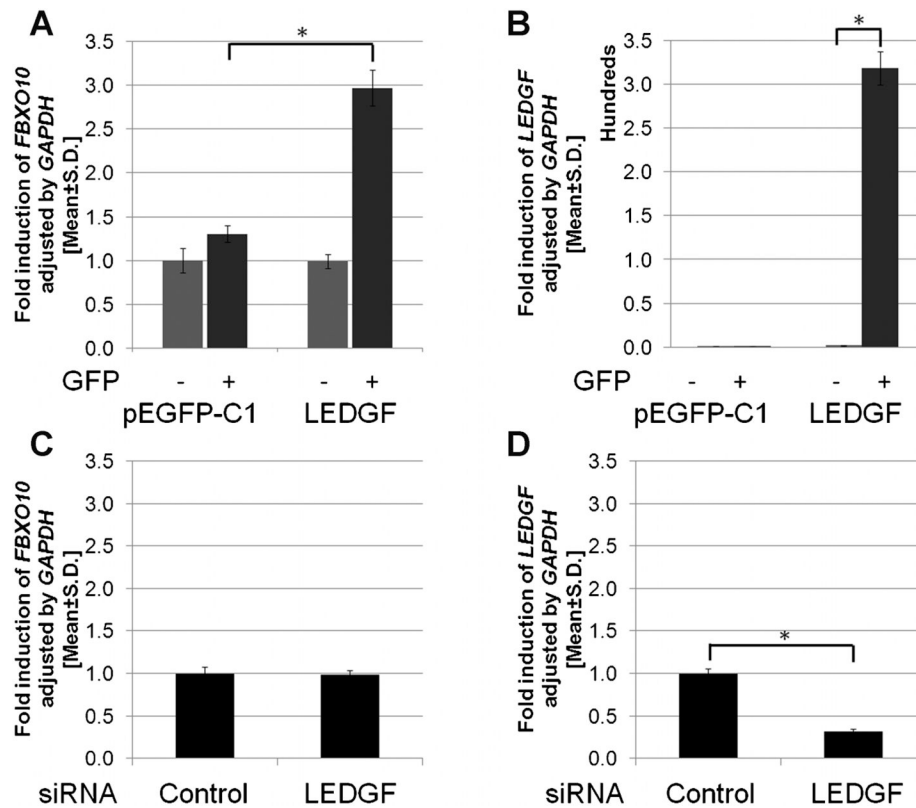 A
Fold induction of FBXO10
adjusted by GAPDH
[Mean±S.D.]
3.5
3.0
2.5
2.0
1.5
1.0
0.5
0.0
*
GFP - + - +
pEGFP-C1 LEDGF
B
Fold induction of LEDGF
adjusted by GAPDH
[Mean±S.D.]
Hundreds
3.5
3.0
2.5
2.0
1.5
1.0
0.5
0.0
*
GFP - + - +
pEGFP-C1 LEDGF
C
Fold induction of FBXO10
adjusted by GAPDH
[Mean±S.D.]
3.5
3.0
2.5
2.0
1.5
1.0
0.5
0.0
siRNA Control LEDGF
D
Fold induction of LEDGF
adjusted by GAPDH
[Mean±S.D.]
3.5
3.0
2.5
2.0
1.5
1.0
0.5
0.0
*
siRNA Control LEDGF